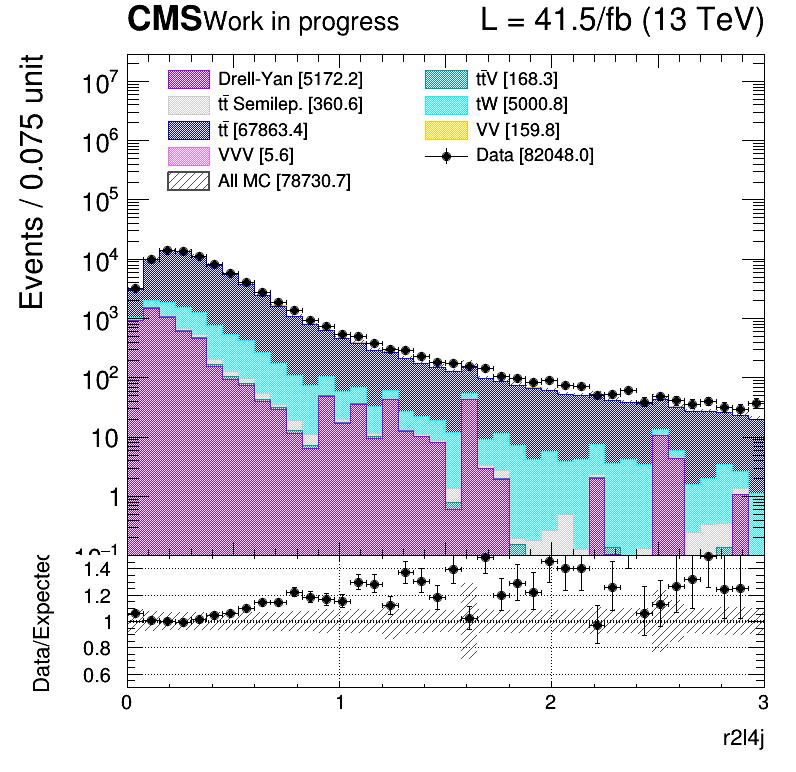 CMS Work in progress L = 41.5/fb (13 TeV)
Events / 0.075 unit
Drell-Yan [5172.2] tt̄V [168.3]
tt̄ Semilep. [360.6] tW [5000.8]
tt̄ [67863.4] VV [159.8]
VVV [5.6] Data [82048.0]
All MC [78730.7]
10⁷
10⁶
10⁵
10⁴
10³
10²
10
1
10⁻¹
Data/Expected
1.4
1.2
1
0.8
0.6
0 1 2 3
r2l4j